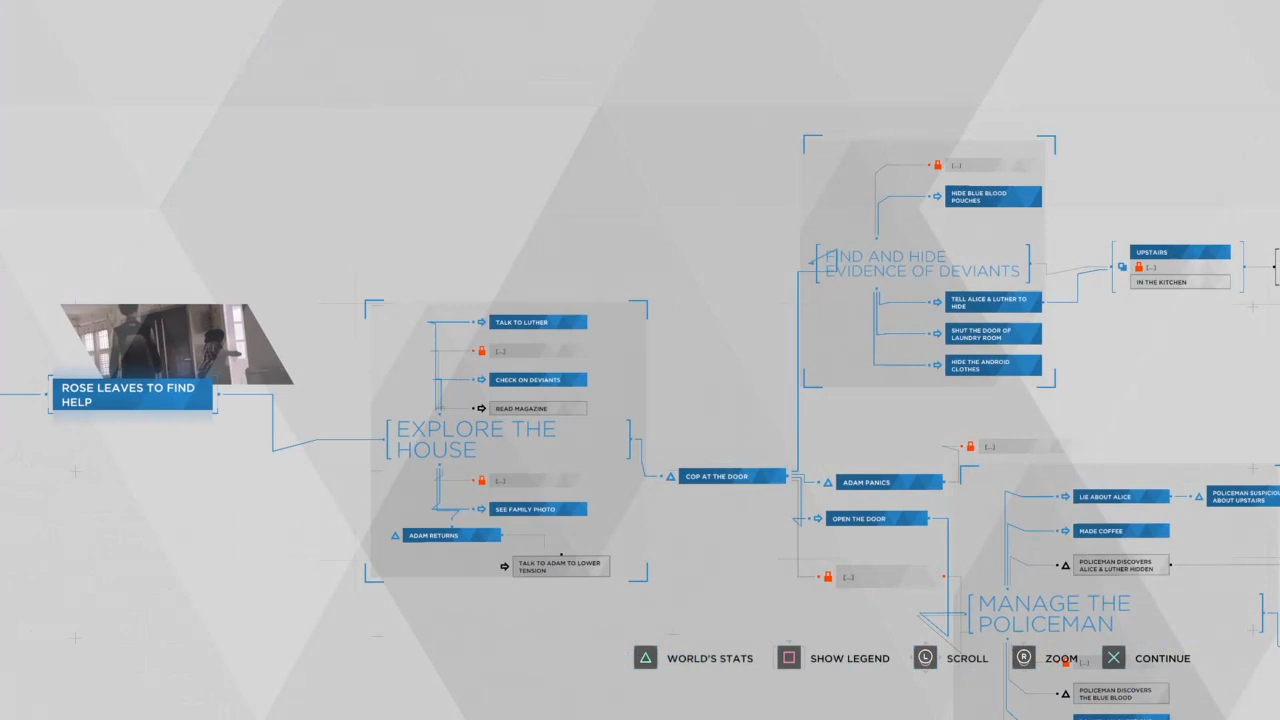 ROSE LEAVES TO FIND
HELP
TALK TO LUTHER
[...]
CHECK ON DEVIANTS
READ MAGAZINE
EXPLORE THE
HOUSE
[...]
SEE FAMILY PHOTO
ADAM RETURNS
TALK TO ADAM TO LOWER
TENSION
COP AT THE DOOR
[...]
HIDE BLUE BLOOD
POUCHES
FIND AND HIDE
EVIDENCE OF DEVIANTS
TELL ALICE & LUTHER TO
HIDE
SHUT THE DOOR OF
LAUNDRY ROOM
HIDE THE ANDROID
CLOTHES
UPSTAIRS
[...]
IN THE KITCHEN
[...]
ADAM PANICS
OPEN THE DOOR
[...]
LIE ABOUT ALICE
POLICEMAN SUSPICIOU
ABOUT UPSTAIRS
MADE COFFEE
POLICEMAN DISCOVERS
ALICE & LUTHER HIDDEN
MANAGE THE
POLICEMAN
[...]
POLICEMAN DISCOVERS
THE BLUE BLOOD
WORLD'S STATS
SHOW LEGEND
L SCROLL
R ZOOM
CONTINUE